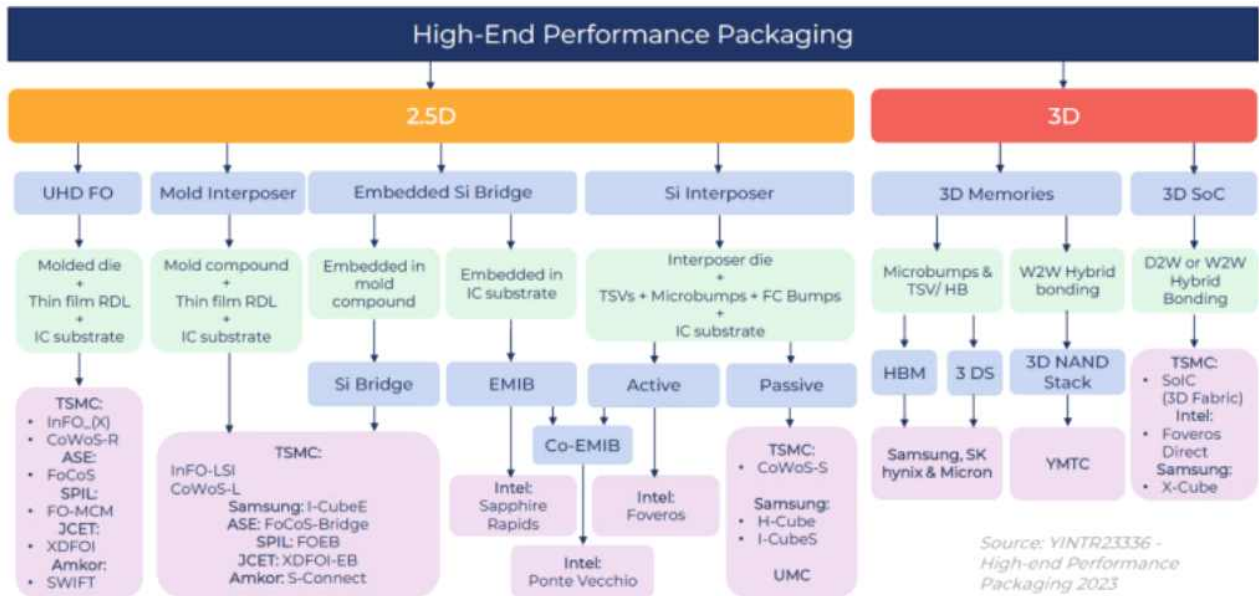 High-End Performance Packaging
2.5D
3D
UHD FO
Mold Interposer
Embedded Si Bridge
Si Interposer
3D Memories
3D SoC
Molded die
+
Thin film RDL
+
IC substrate
Mold compound
+
Thin film RDL
+
IC substrate
Embedded in
mold
compound
Embedded in
IC substrate
Interposer die
+
TSVs + Microbumps + FC Bumps
+
IC substrate
Microbumps &
TSV/ HB
W2W Hybrid
bonding
D2W or W2W
Hybrid
Bonding
Si Bridge
EMIB
Active
Passive
Co-EMIB
HBM
3 DS
3D NAND
Stack
TSMC:
• InFO_(X)
• CoWoS-R
ASE:
• FoCoS
SPIL:
• FO-MCM
JCET:
• XDFOI
Amkor:
• SWIFT
TSMC:
InFO-LSI
CoWoS-L
Samsung: I-CubeE
ASE: FoCoS-Bridge
SPIL: FOEB
JCET: XDFOI-EB
Amkor: S-Connect
Intel:
Sapphire
Rapids
Intel:
Ponte Vecchio
Intel:
Foveros
TSMC:
• CoWoS-S
Samsung:
• H-Cube
• I-CubeS
UMC
Samsung, SK
hynix & Micron
YMTC
TSMC:
• SoIC
(3D Fabric)
Intel:
• Foveros
Direct
Samsung:
• X-Cube
Source: YINTR23336 -
High-end Performance
Packaging 2023